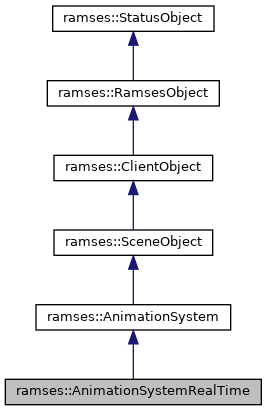 ramses::StatusObject
ramses::RamsesObject
ramses::ClientObject
ramses::SceneObject
ramses::AnimationSystem
ramses::AnimationSystemRealTime